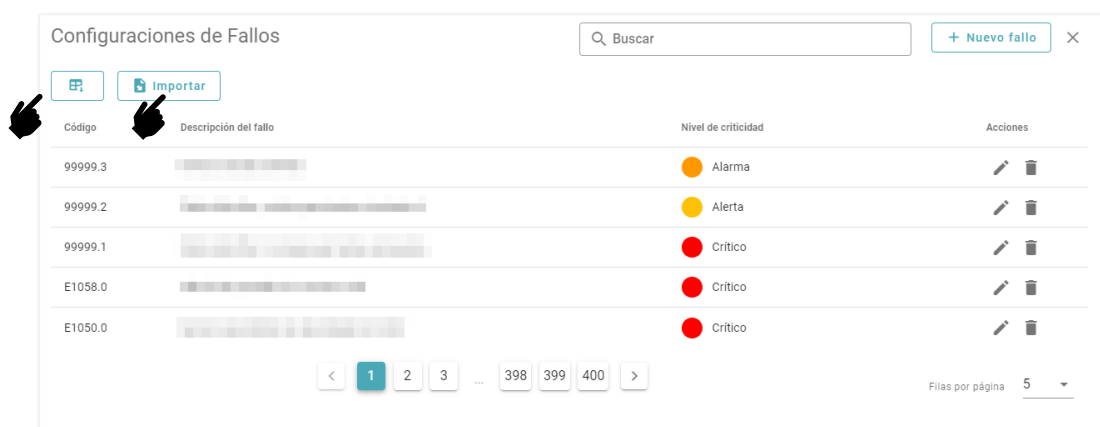 Configuraciones de Fallos
Buscar
+ Nuevo fallo
Importar
Código Descripción del fallo Nivel de criticidad Acciones
99999.3 Alarma
99999.2 Alerta
99999.1 Crítico
E1058.0 Crítico
E1050.0 Crítico
< 1 2 3 ... 398 399 400 >
Filas por página 5